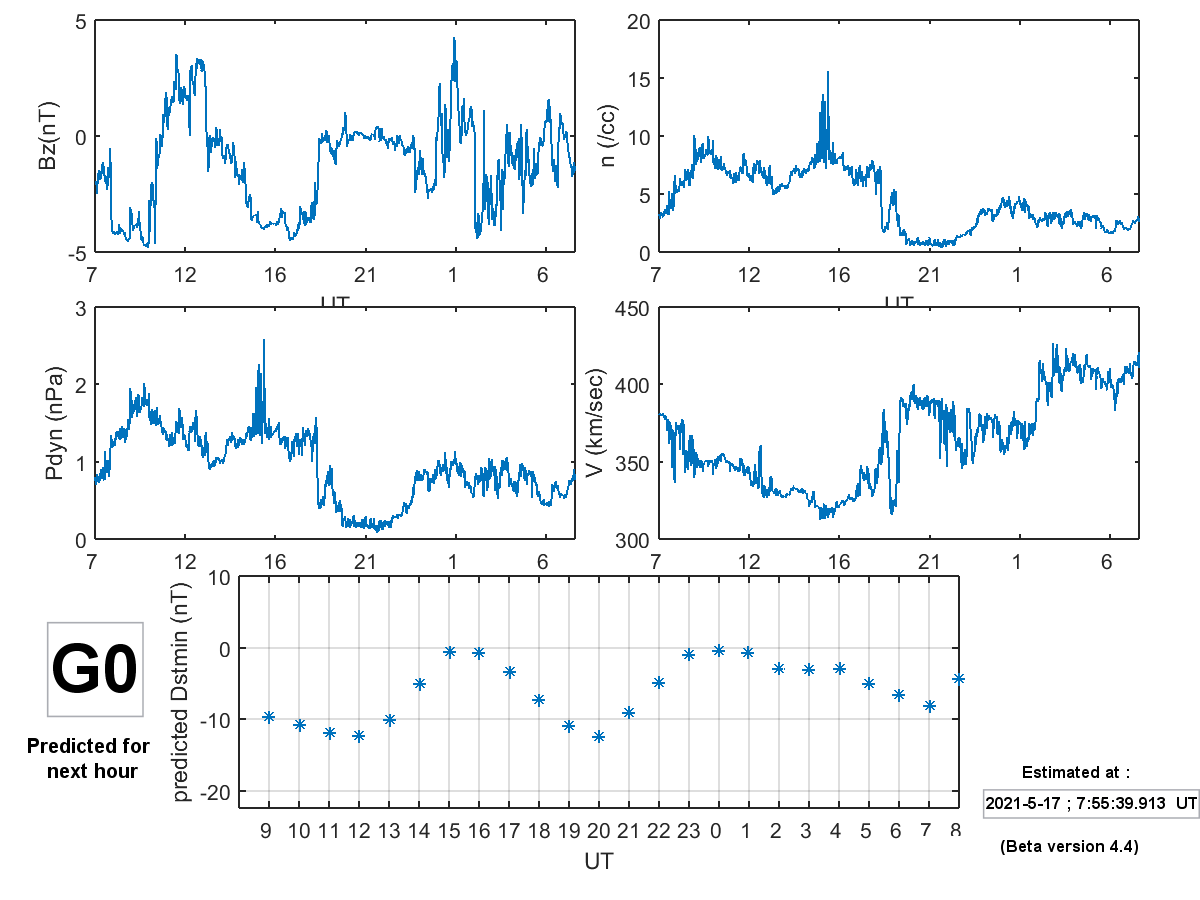 5
0
-5
Bz(nT)
7 12 16 21 1 6
UT
20
15
10
5
0
n (/cc)
7 12 16 21 1 6
UT
3
2
1
0
Pdyn (nPa)
7 12 16 21 1 6
450
400
350
300
V (km/sec)
7 12 16 21 1 6
G0
Predicted for
next hour
10
0
-10
-20
predicted Dstmin (nT)
9 10 11 12 13 14 15 16 17 18 19 20 21 22 23 0 1 2 3 4 5 6 7 8
UT
Estimated at :
2021-5-17 ; 7:55:39.913 UT
(Beta version 4.4)